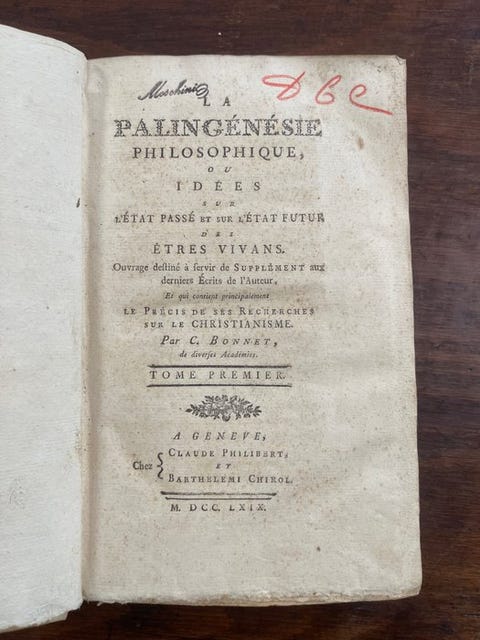 Moschini
D B C
LA
PALINGÉNÉSIE
PHILOSOPHIQUE,
OU
IDÉES
SUR
L'ÉTAT PASSÉ ET SUR L'ÉTAT FUTUR
DES
ÊTRES VIVANS.
Ouvrage destiné à servir de SUPPLÉMENT aux
derniers Écrits de l'Auteur,
Et qui contient principalement
LE PRÉCIS DE SES RECHERCHES
SUR LE CHRISTIANISME.
Par C. BONNET,
de diverses Académies.
TOME PREMIER.
A GENEVE,
Chez { CLAUDE PHILIBERT,
ET
BARTHELEMI CHIROL.
M. DCC. LXIX.